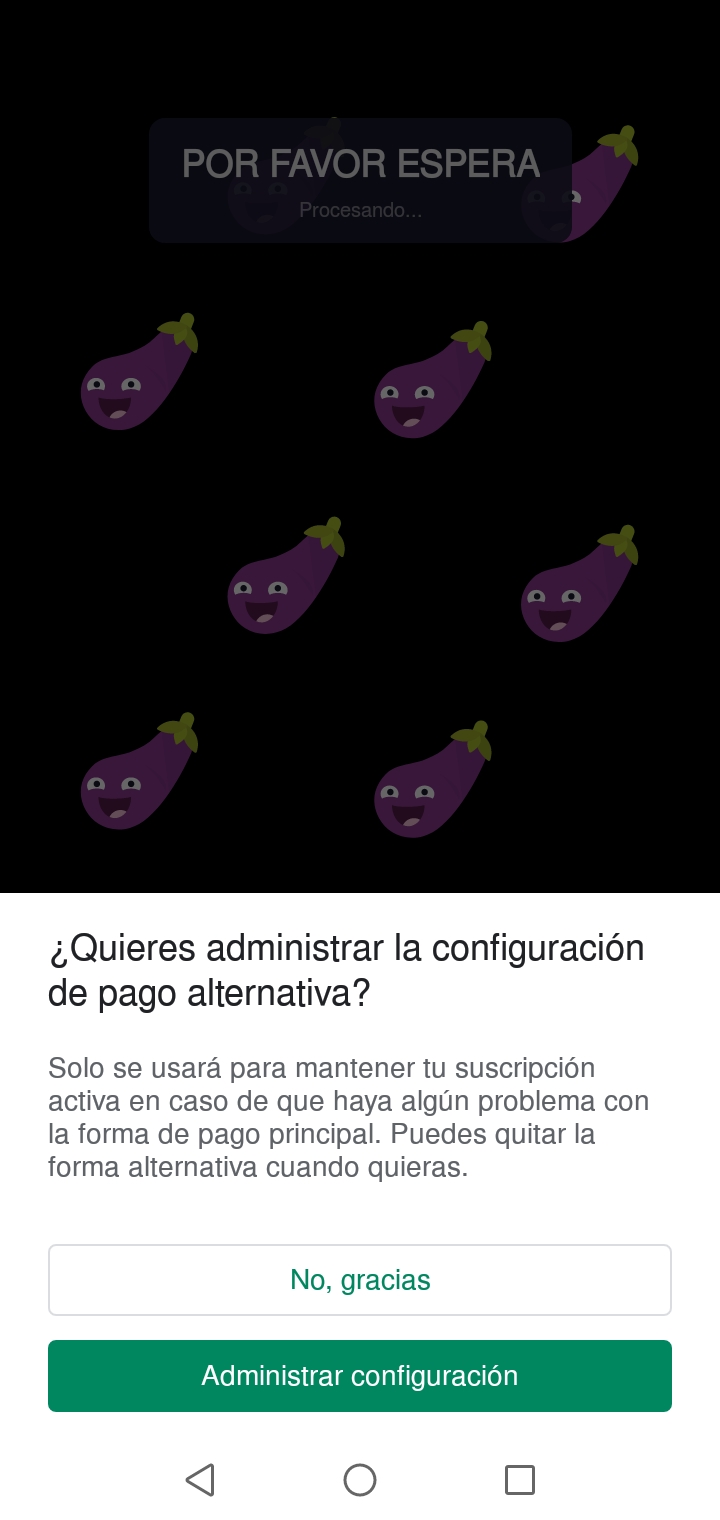 POR FAVOR ESPERA
Procesando...
¿Quieres administrar la configuración
de pago alternativa?
Solo se usará para mantener tu suscripción
activa en caso de que haya algún problema con
la forma de pago principal. Puedes quitar la
forma alternativa cuando quieras.
No, gracias
Administrar configuración